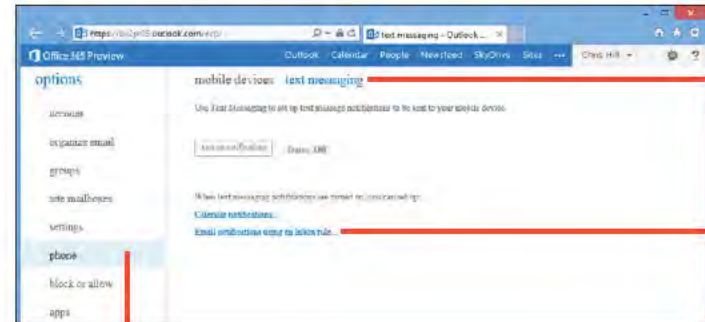 text messaging - Outlook ...
Office 365 Preview Outlook Calendar People Newsfeed SkyDrive Sites ••• Chris Hill ?
options
mobile devices text messaging
Use Text Messaging to set up text message notifications to be sent to your mobile device.
account
organize email
groups
site mailboxes
When text messaging notifications are turned on, you can set up:
Calendar notifications
settings
Email notifications using an Inbox rule
phone
block or allow
apps